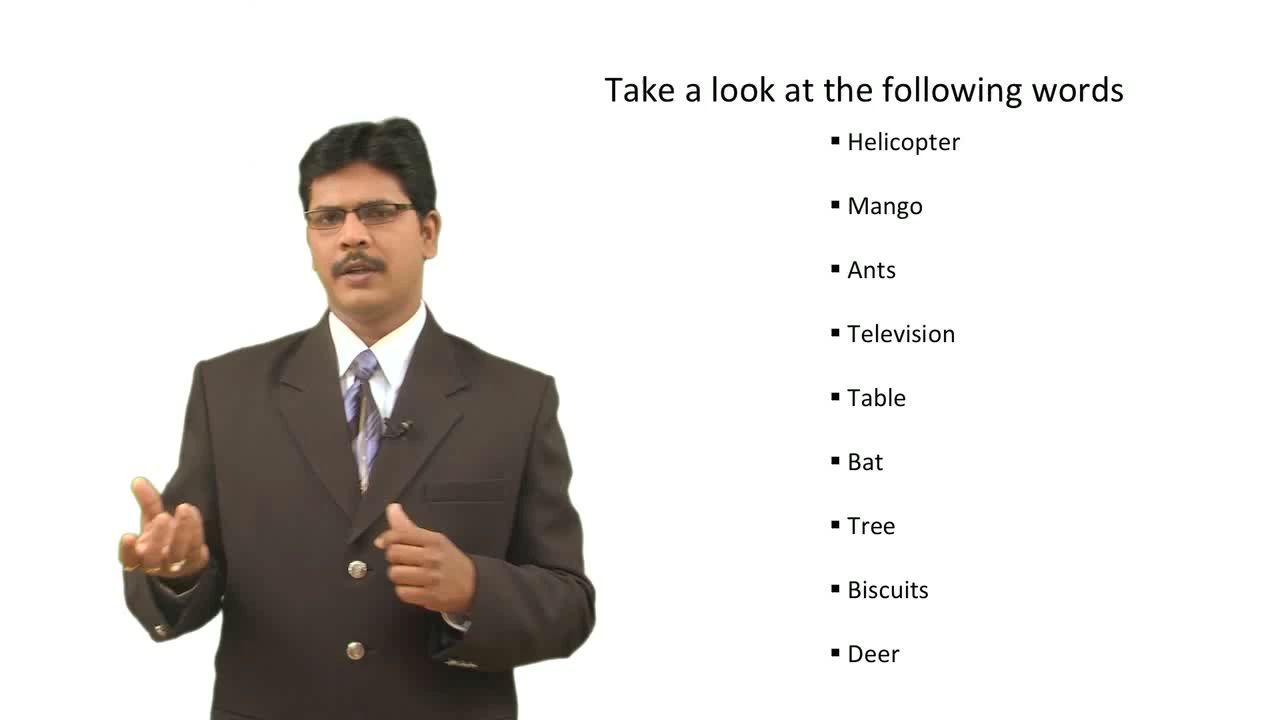 Take a look at the following words
▪ Helicopter
▪ Mango
▪ Ants
▪ Television
▪ Table
▪ Bat
▪ Tree
▪ Biscuits
▪ Deer